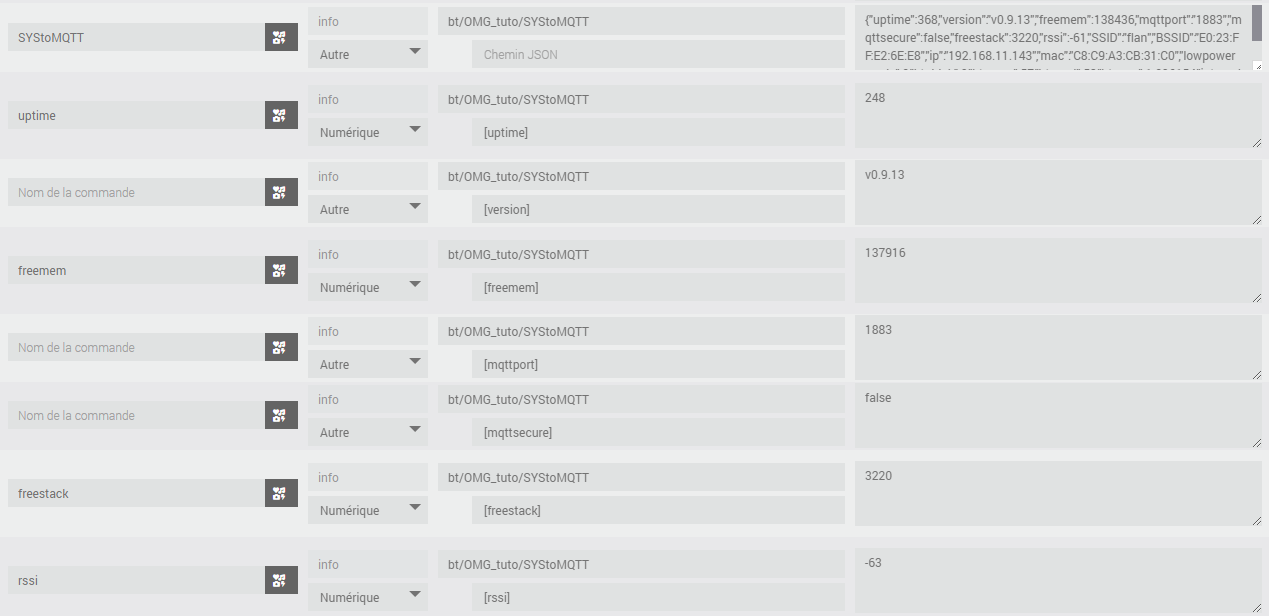 SYStoMQTT
info
bt/OMG_tuto/SYStoMQTT
Autre
Chemin JSON
{"uptime":368,"version":"v0.9.13","freemem":138436,"mqttport":"1883","m
qttsecure":false,"freestack":3220,"rssi":-61,"SSID":"flan","BSSID":"E0:23:F
F:E2:6E:E8","ip":"192.168.11.143","mac":"C8:C9:A3:CB:31:C0","lowpower
uptime
info
bt/OMG_tuto/SYStoMQTT
Numérique
[uptime]
248
Nom de la commande
info
bt/OMG_tuto/SYStoMQTT
Autre
[version]
v0.9.13
freemem
info
bt/OMG_tuto/SYStoMQTT
Numérique
[freemem]
137916
Nom de la commande
info
bt/OMG_tuto/SYStoMQTT
Autre
[mqttport]
1883
Nom de la commande
info
bt/OMG_tuto/SYStoMQTT
Autre
[mqttsecure]
false
freestack
info
bt/OMG_tuto/SYStoMQTT
Numérique
[freestack]
3220
rssi
info
bt/OMG_tuto/SYStoMQTT
Numérique
[rssi]
-63